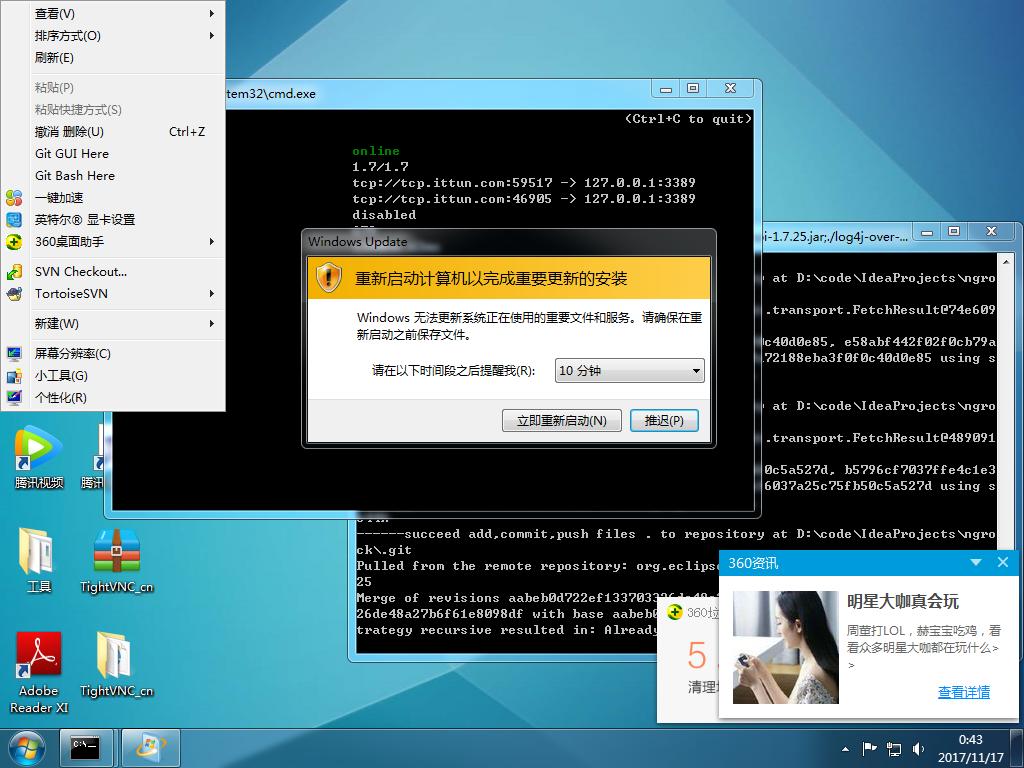 查看(V)
排序方式(O)
刷新(E)
粘贴(P)
粘贴快捷方式(S)
撤消 删除(U) Ctrl+Z
Git GUI Here
Git Bash Here
一键加速
英特尔® 显卡设置
360桌面助手
SVN Checkout...
TortoiseSVN
新建(W)
屏幕分辨率(C)
小工具(G)
个性化(R)
tem32\cmd.exe
(Ctrl+C to quit)
online
1.7/1.7
tcp://tcp.ittun.com:59517 -> 127.0.0.1:3389
tcp://tcp.ittun.com:46905 -> 127.0.0.1:3389
disabled
Windows Update
重新启动计算机以完成重要更新的安装
Windows 无法更新系统正在使用的重要文件和服务。请确保在重
新启动之前保存文件。
请在以下时间段之后提醒我(R):
10 分钟
立即重新启动(N)
推迟(P)
i-1.7.25.jar;./log4j-over-...
at D:\code\IdeaProjects\ngro
.transport.FetchResult@74e609
c40d0e85, e58abf442f02f0cb79a
72188eba3f0f0c40d0e85 using s
at D:\code\IdeaProjects\ngro
.transport.FetchResult@489091
0c5a527d, b5796cf7037ffe4c1e3
6037a25c75fb50c5a527d using s
------succeed add,commit,push files . to repository at D:\code\IdeaProjects\ngro
ck\.git
Pulled from the remote repository: org.eclips
25
Merge of revisions
26de48a27b6f61e8098df with base aabeb0
trategy recursive resulted in: Already
腾讯视频
腾讯
工具
TightVNC_cn
Adobe
Reader XI
TightVNC_cn
360垃
5
清理
360资讯
明星大咖真会玩
周董打LOL，赫宝宝吃鸡，看
看众多明星大咖都在玩什么>
>
查看详情
C:\
0:43
2017/11/17